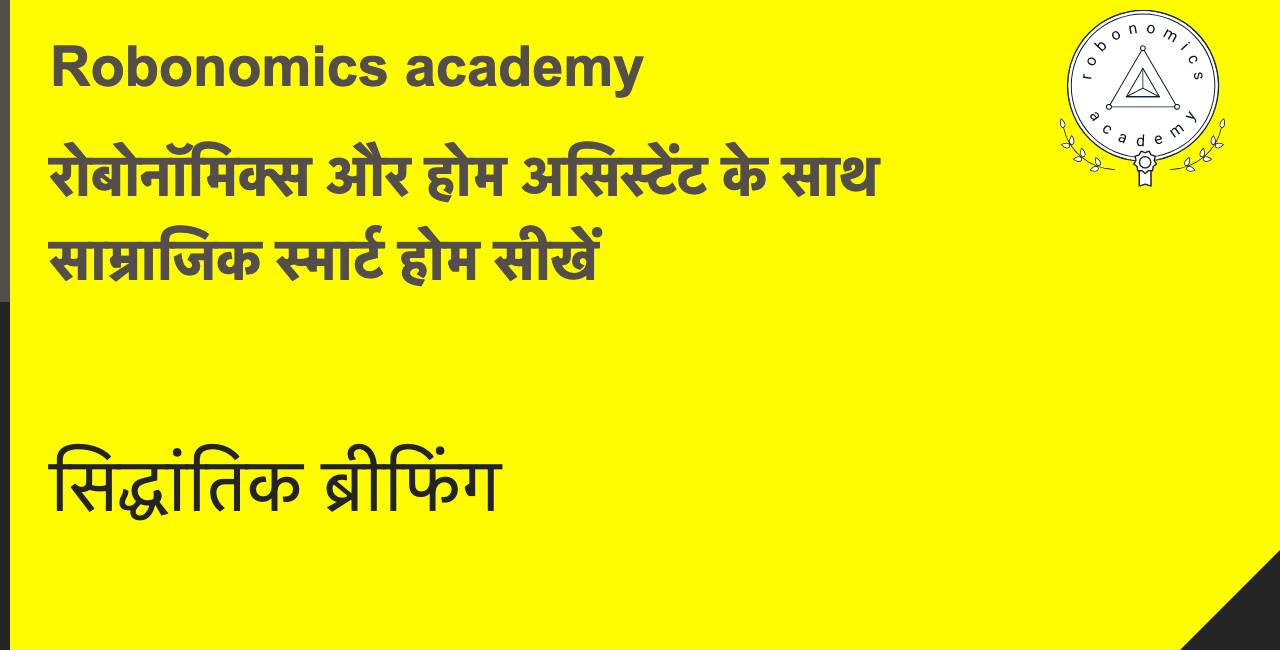 Robonomics academy
रोबोनॉमिक्स और होम असिस्टेंट के साथ
साम्राजिक स्मार्ट होम सीखें
सिद्धांतिक ब्रीफिंग
robonomics
academy